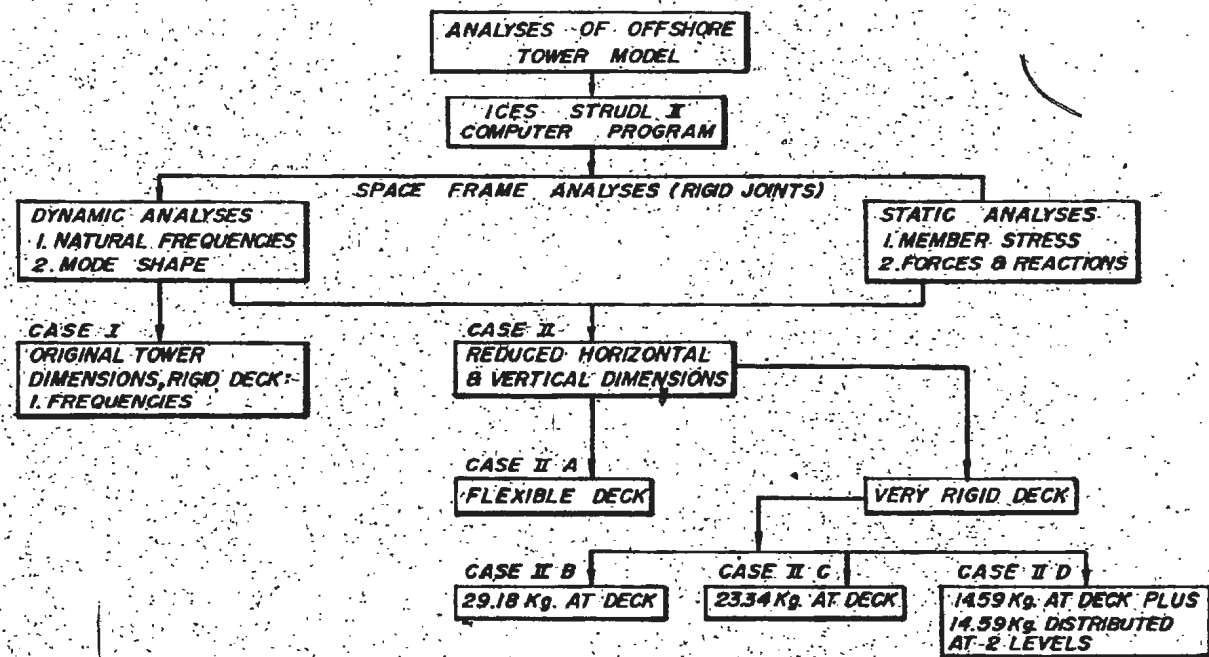 ANALYSES OF OFFSHORE
TOWER MODEL
ICES STRUDL II
COMPUTER PROGRAM
SPACE FRAME ANALYSES (RIGID JOINTS)
DYNAMIC ANALYSES
1. NATURAL FREQUENCIES
2. MODE SHAPE
STATIC ANALYSES
1. MEMBER STRESS
2. FORCES & REACTIONS
CASE I
ORIGINAL TOWER
DIMENSIONS, RIGID DECK:
1. FREQUENCIES
CASE II
REDUCED HORIZONTAL
& VERTICAL DIMENSIONS
CASE II A
FLEXIBLE DECK
VERY RIGID DECK
CASE II B
29.18 Kg. AT DECK
CASE II C
23.34 Kg. AT DECK
CASE II D
14.59 Kg. AT DECK PLUS
14.59 Kg. DISTRIBUTED
AT 2 LEVELS